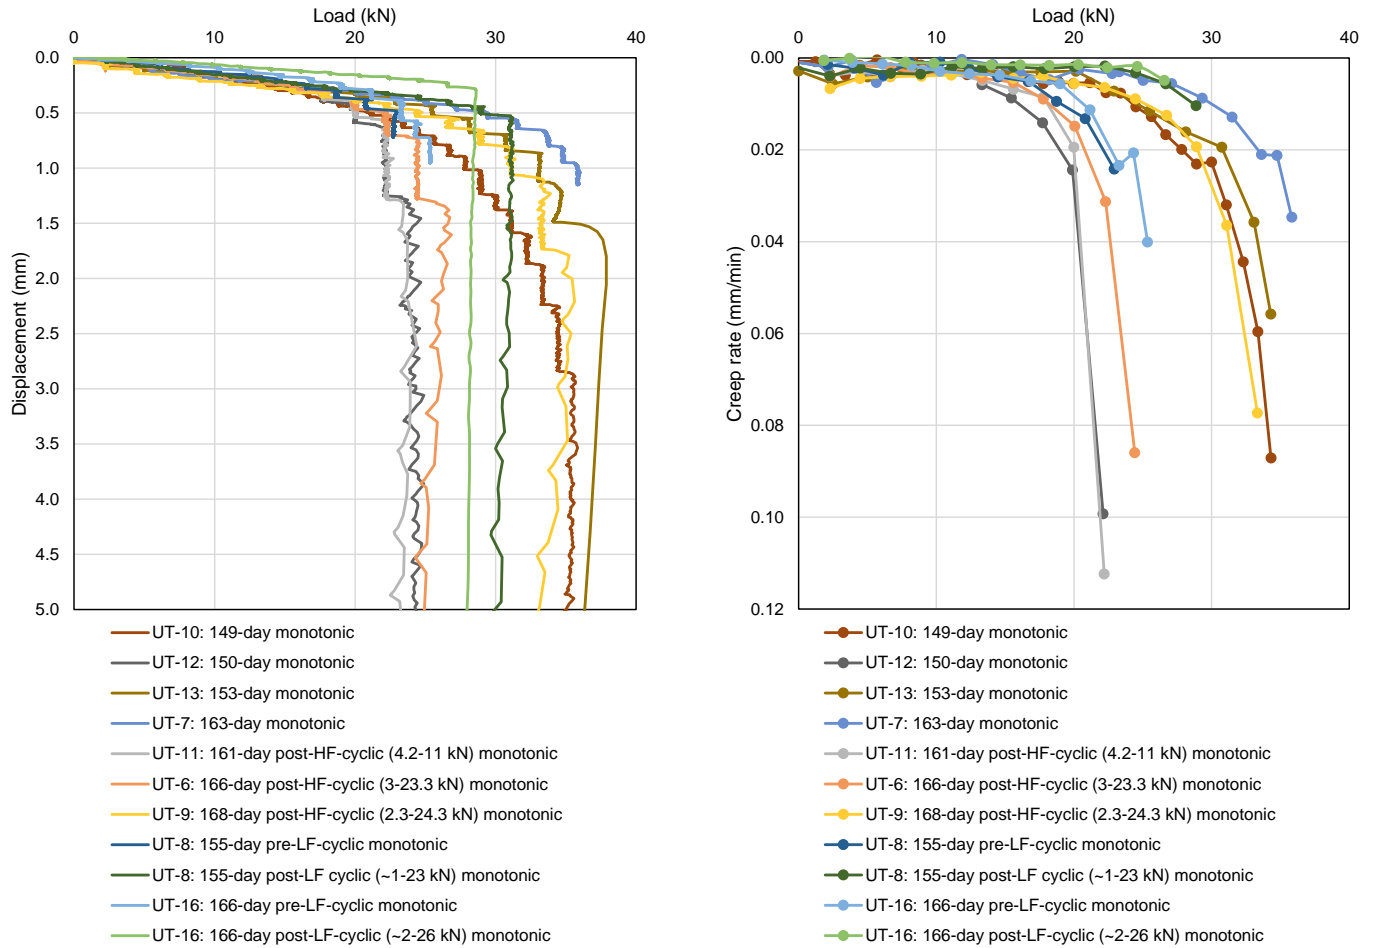 Load (kN)
0 10 20 30 40
0.0
0.5
1.0
1.5
2.0
2.5
3.0
3.5
4.0
4.5
5.0
Displacement (mm)
UT-10: 149-day monotonic
UT-12: 150-day monotonic
UT-13: 153-day monotonic
UT-7: 163-day monotonic
UT-11: 161-day post-HF-cyclic (4.2-11 kN) monotonic
UT-6: 166-day post-HF-cyclic (3-23.3 kN) monotonic
UT-9: 168-day post-HF-cyclic (2.3-24.3 kN) monotonic
UT-8: 155-day pre-LF-cyclic monotonic
UT-8: 155-day post-LF cyclic (~1-23 kN) monotonic
UT-16: 166-day pre-LF-cyclic monotonic
UT-16: 166-day post-LF-cyclic (~2-26 kN) monotonic
Load (kN)
0 10 20 30 40
0.00
0.02
0.04
0.06
0.08
0.10
0.12
Creep rate (mm/min)
UT-10: 149-day monotonic
UT-12: 150-day monotonic
UT-13: 153-day monotonic
UT-7: 163-day monotonic
UT-11: 161-day post-HF-cyclic (4.2-11 kN) monotonic
UT-6: 166-day post-HF-cyclic (3-23.3 kN) monotonic
UT-9: 168-day post-HF-cyclic (2.3-24.3 kN) monotonic
UT-8: 155-day pre-LF-cyclic monotonic
UT-8: 155-day post-LF-cyclic (~1-23 kN) monotonic
UT-16: 166-day pre-LF-cyclic monotonic
UT-16: 166-day post-LF-cyclic (~2-26 kN) monotonic